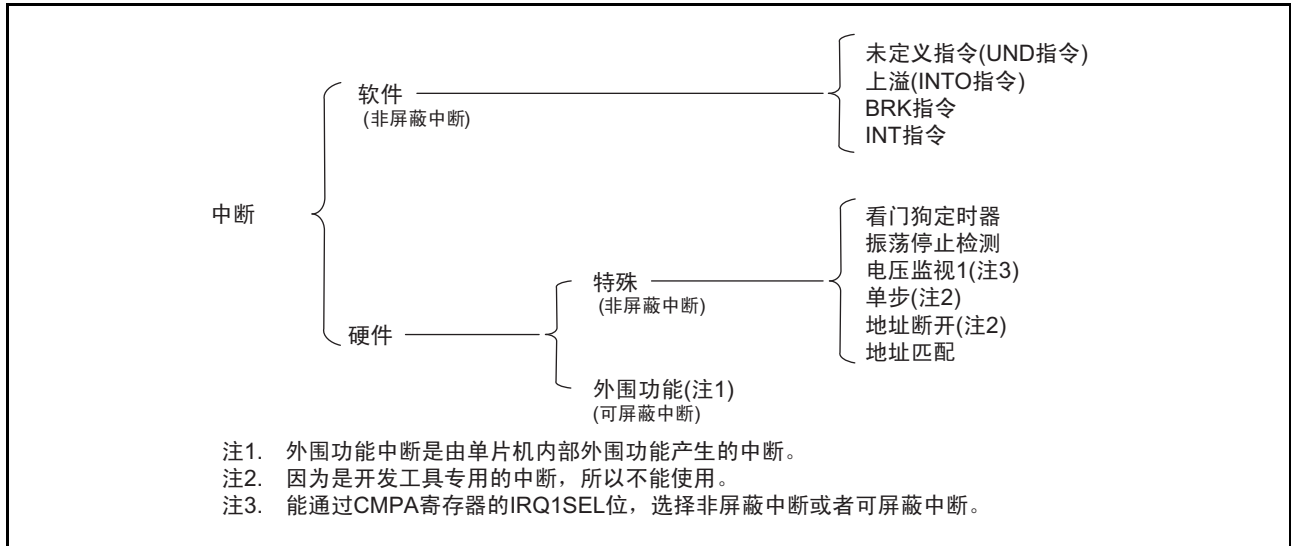 未定义指令(UND指令)
上溢(INTO指令)
BRK指令
INT指令
软件
(非屏蔽中断)
中断
看门狗定时器
振荡停止检测
电压监视1(注3)
单步(注2)
地址断开(注2)
地址匹配
特殊
(非屏蔽中断)
硬件
外围功能(注1)
(可屏蔽中断)
注1. 外围功能中断是由单片机内部外围功能产生的中断。
注2. 因为是开发工具专用的中断，所以不能使用。
注3. 能通过CMPA寄存器的IRQ1SEL位，选择非屏蔽中断或者可屏蔽中断。